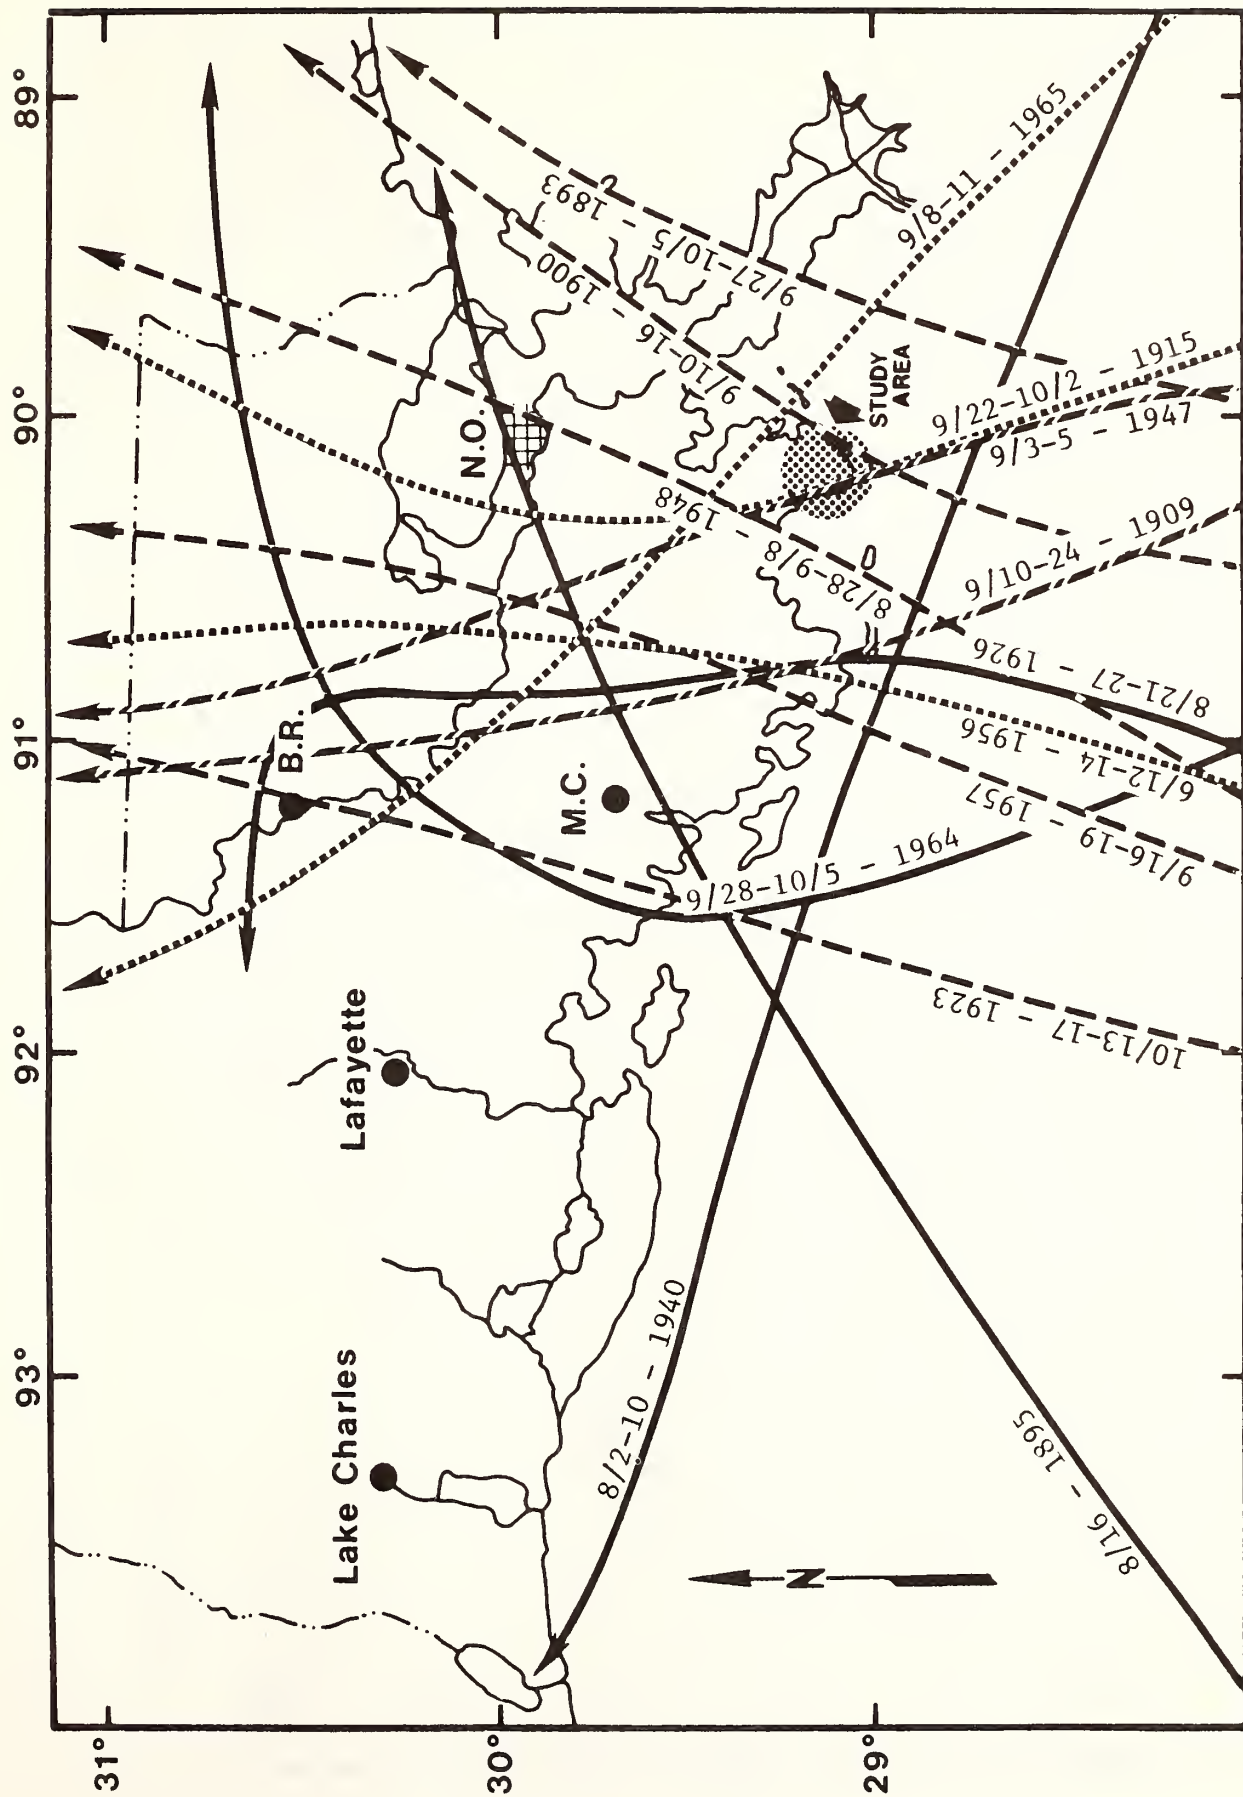 93°
92°
91°
90°
89°
31°
30°
29°
Lake Charles
Lafayette
B.R.
M.C.
N.O.
STUDY
AREA
N
8/16 - 1895
8/2-10 - 1940
10/13-17 - 1923
9/28-10/5 - 1964
9/16-19 - 1957
6/12-14 - 1956
8/21-27 - 1926
9/10-24 - 1909
8/28-9/8 - 1948
9/3-5 - 1947
9/22-10/2 - 1915
9/10-16 - 1900
9/27-10/5 - 1893
9/8-11 - 1965